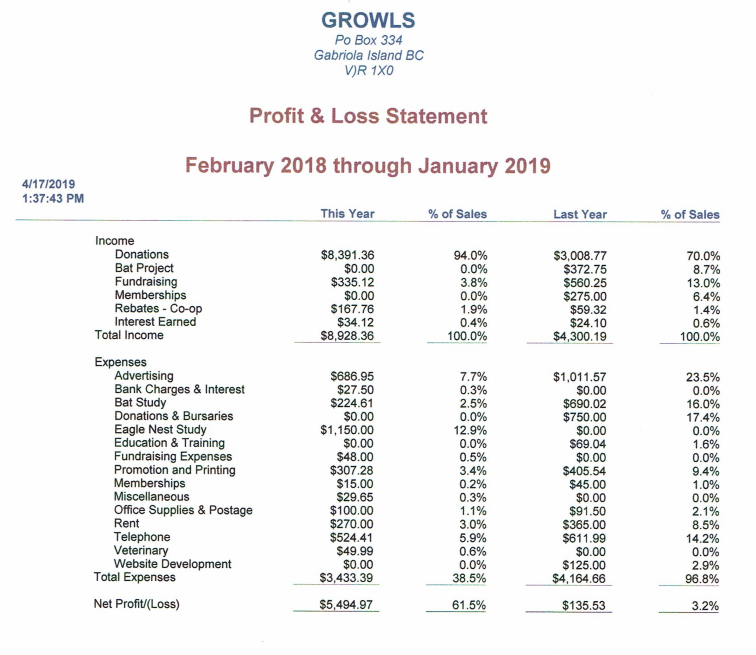 GROWLS
Po Box 334
Gabriola Island BC
V)R 1X0
Profit & Loss Statement
February 2018 through January 2019
4/17/2019
1:37:43 PM
This Year % of Sales Last Year % of Sales
Income
Donations $8,391.36 94.0% $3,008.77 70.0%
Bat Project $0.00 0.0% $372.75 8.7%
Fundraising $335.12 3.8% $560.25 13.0%
Memberships $0.00 0.0% $275.00 6.4%
Rebates - Co-op $167.76 1.9% $59.32 1.4%
Interest Earned $34.12 0.4% $24.10 0.6%
Total Income $8,928.36 100.0% $4,300.19 100.0%
Expenses
Advertising $686.95 7.7% $1,011.57 23.5%
Bank Charges & Interest $27.50 0.3% $0.00 0.0%
Bat Study $224.61 2.5% $690.02 16.0%
Donations & Bursaries $0.00 0.0% $750.00 17.4%
Eagle Nest Study $1,150.00 12.9% $0.00 0.0%
Education & Training $0.00 0.0% $69.04 1.6%
Fundraising Expenses $48.00 0.5% $0.00 0.0%
Promotion and Printing $307.28 3.4% $405.54 9.4%
Memberships $15.00 0.2% $45.00 1.0%
Miscellaneous $29.65 0.3% $0.00 0.0%
Office Supplies & Postage $100.00 1.1% $91.50 2.1%
Rent $270.00 3.0% $365.00 8.5%
Telephone $524.41 5.9% $611.99 14.2%
Veterinary $49.99 0.6% $0.00 0.0%
Website Development $0.00 0.0% $125.00 2.9%
Total Expenses $3,433.39 38.5% $4,164.66 96.8%
Net Profit/(Loss) $5,494.97 61.5% $135.53 3.2%